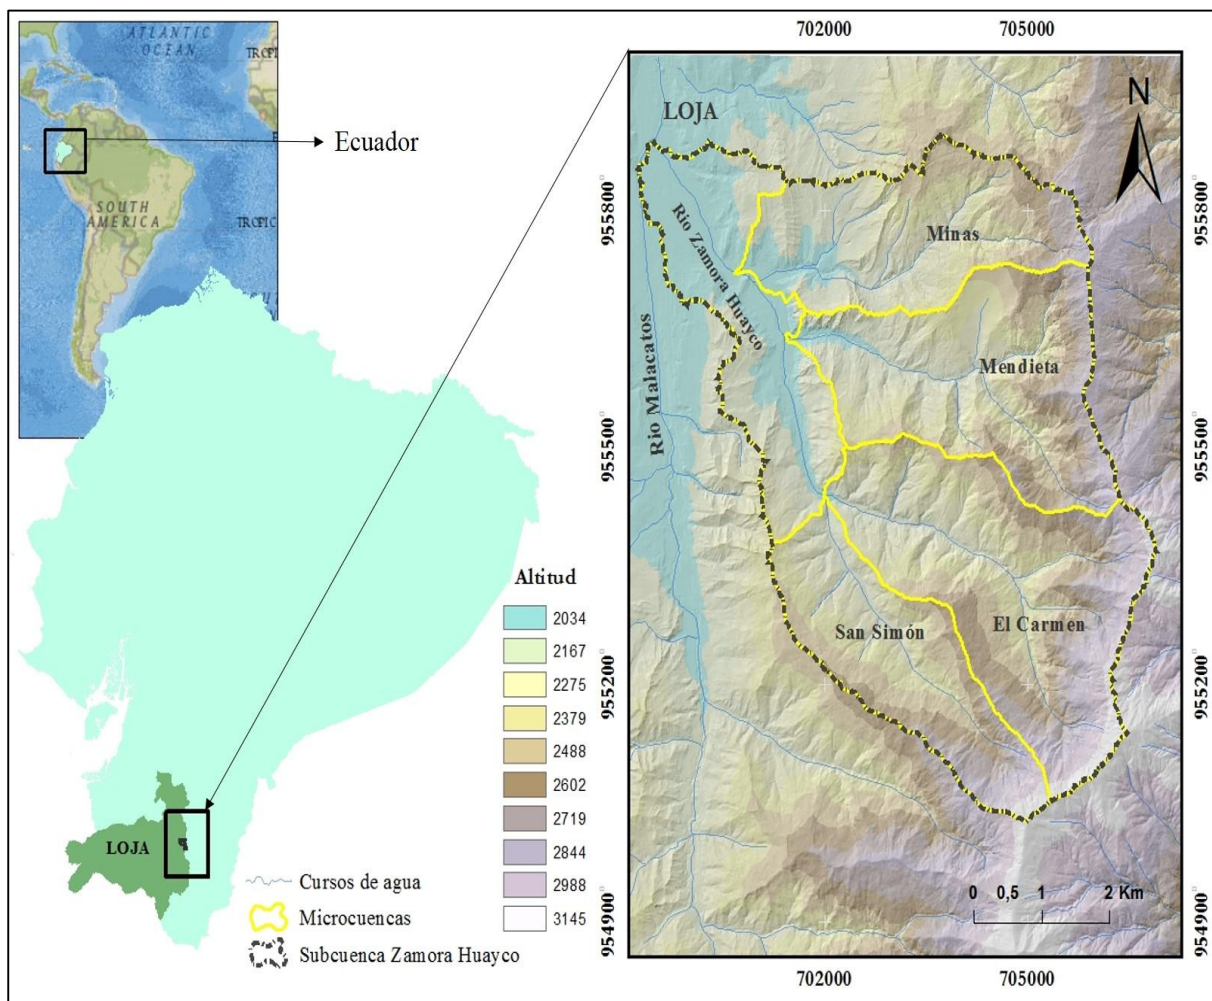 ATLANTIC
OCEAN
TROPI
Ecuador
SOUTH
AMERICA
TROPIC
LOJA
Altitud
2034
2167
2275
2379
2488
2602
2719
2844
2988
3145
Cursos de agua
Microcuencas
Subcuenca Zamora Huayco
702000
705000
N
LOJA
Minas
Rio Zamora Huayco
Rio Malacatos
Mendieta
San Simón
El Carmen
0 0,5 1 2 Km
955800
955500
955200
954900
955800
955500
955200
954900
702000
705000